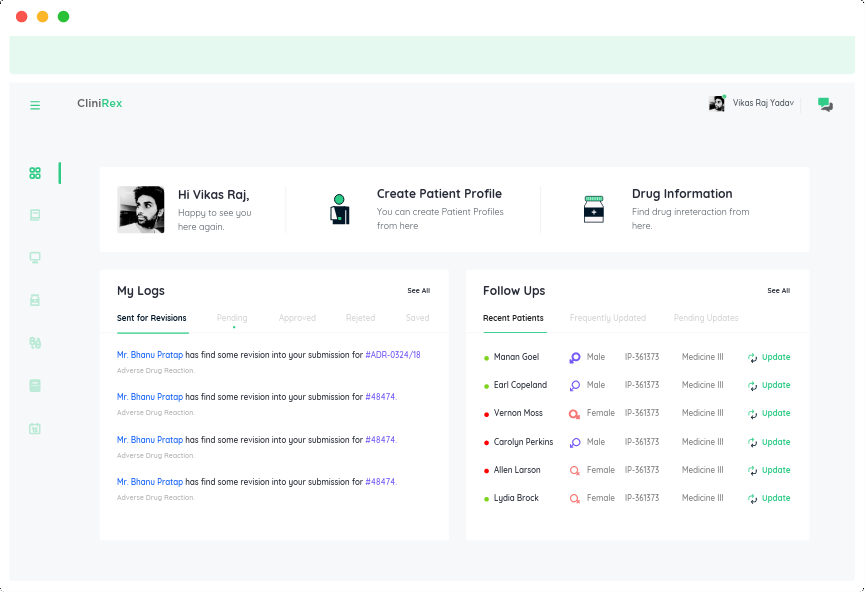 CliniRex
Vikas Raj Yadav
Hi Vikas Raj,
Happy to see you
here again.
Create Patient Profile
You can create Patient Profiles
from here
Drug Information
Find drug inreteraction from
here.
My Logs
See All
Sent for Revisions Pending Approved Rejeted Saved
Mr. Bhanu Pratap has find some revision into your submission for #ADR-0324/18
Adverse Drug Reaction.
Mr. Bhanu Pratap has find some revision into your submission for #48474.
Adverse Drug Reaction.
Mr. Bhanu Pratap has find some revision into your submission for #48474.
Adverse Drug Reaction.
Mr. Bhanu Pratap has find some revision into your submission for #48474.
Adverse Drug Reaction.
Follow Ups
See All
Recent Patients Frequently Updated Pending Updates
Manan Goel Male IP-361373 Medicine III Update
Earl Copeland Male IP-361373 Medicine III Update
Vernon Moss Female IP-361373 Medicine III Update
Carolyn Perkins Male IP-361373 Medicine III Update
Allen Larson Female IP-361373 Medicine III Update
Lydia Brock Female IP-361373 Medicine III Update